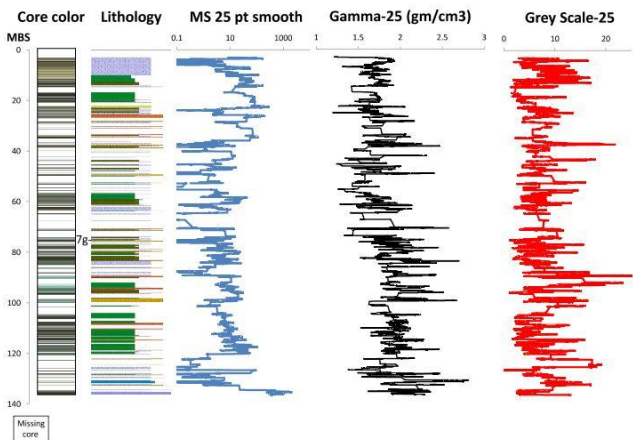 Core color Lithology MS 25 pt smooth Gamma-25 (gm/cm3) Grey Scale-25
MBS 0.1 10 1000 1 1.5 2 2.5 3 0 10 20
0
20
40
60
7g
80
100
120
140
Missing
core